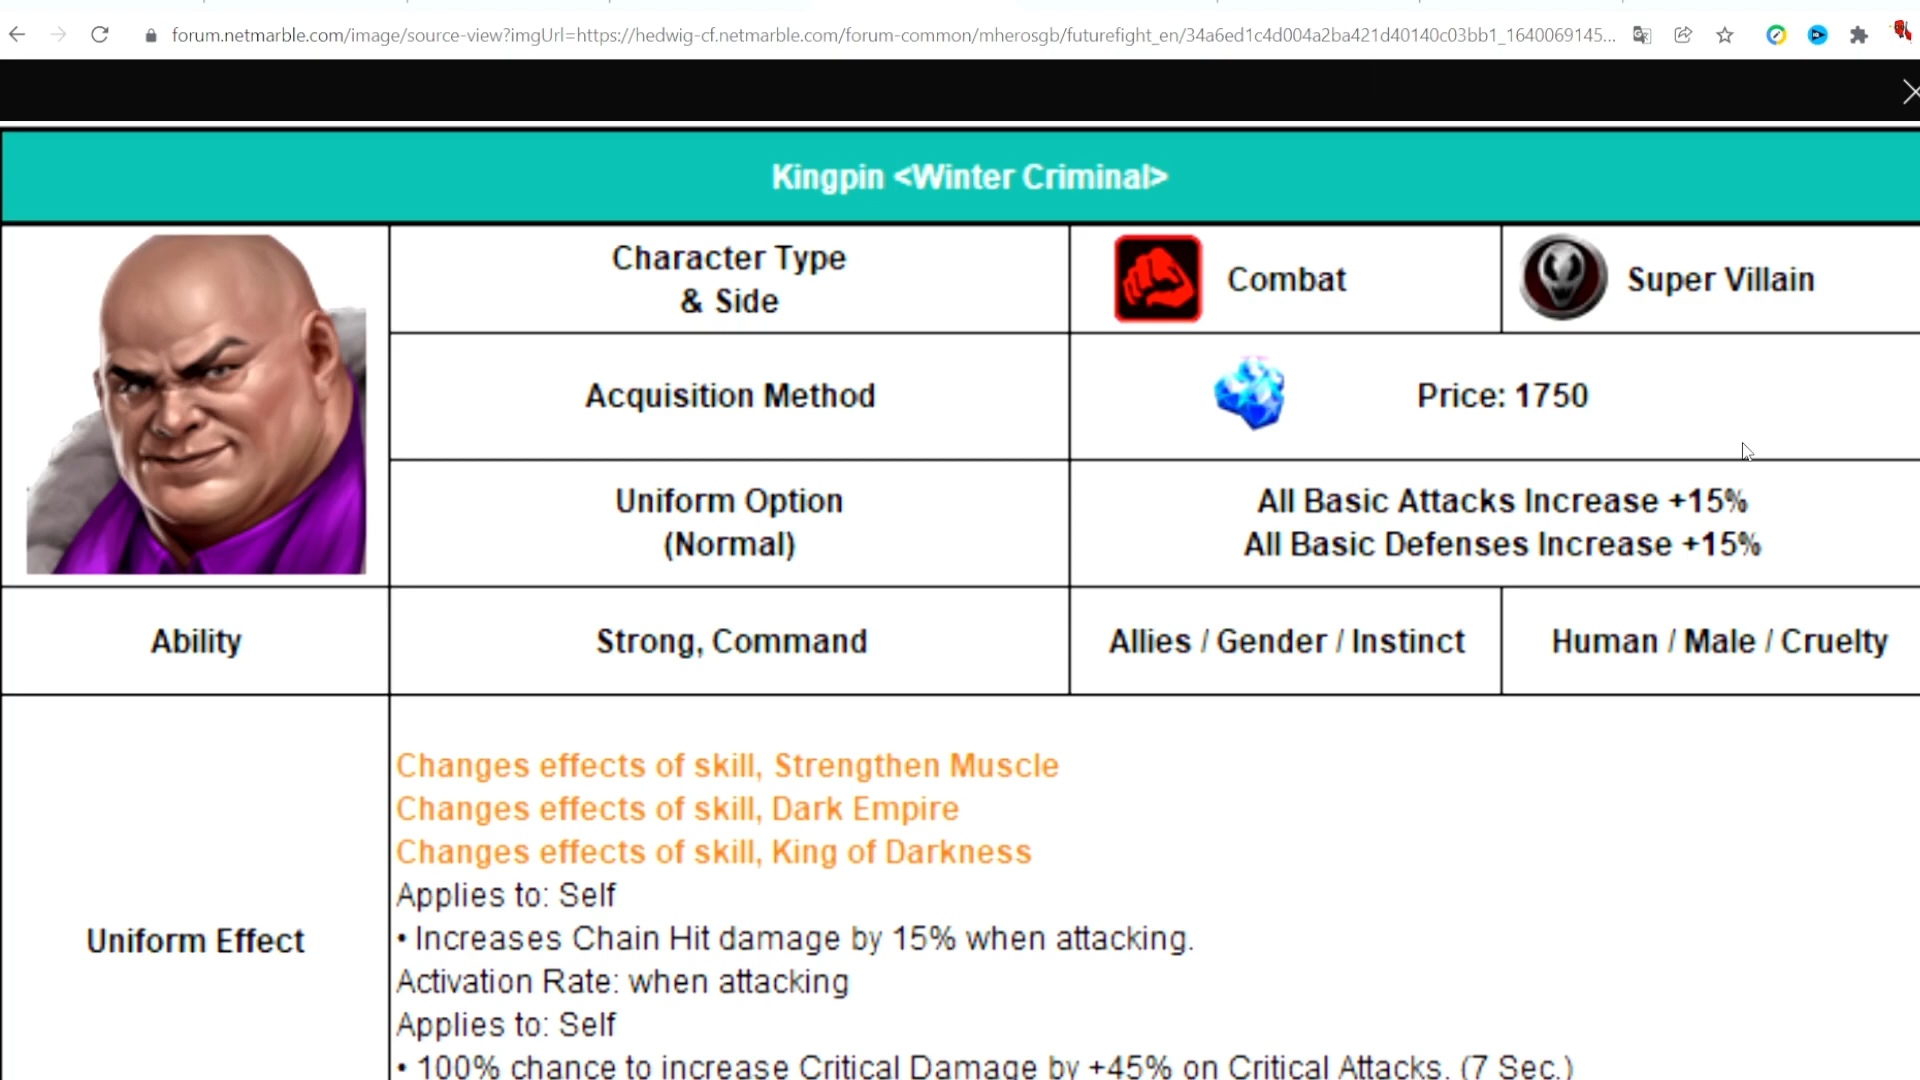 forum.netmarble.com/image/source-view?imgUrl=https://hedwig-cf.netmarble.com/forum-common/mherosgb/futurefight_en/34a6ed1c4d004a2ba421d40140c03bb1_1640069145...
Kingpin <Winter Criminal>
Character Type
& Side
Combat
Super Villain
Acquisition Method
Price: 1750
Uniform Option
(Normal)
All Basic Attacks Increase +15%
All Basic Defenses Increase +15%
Ability
Strong, Command
Allies / Gender / Instinct
Human / Male / Cruelty
Uniform Effect
Changes effects of skill, Strengthen Muscle
Changes effects of skill, Dark Empire
Changes effects of skill, King of Darkness
Applies to: Self
• Increases Chain Hit damage by 15% when attacking.
Activation Rate: when attacking
Applies to: Self
• 100% chance to increase Critical Damage by +45% on Critical Attacks. (7 Sec.)